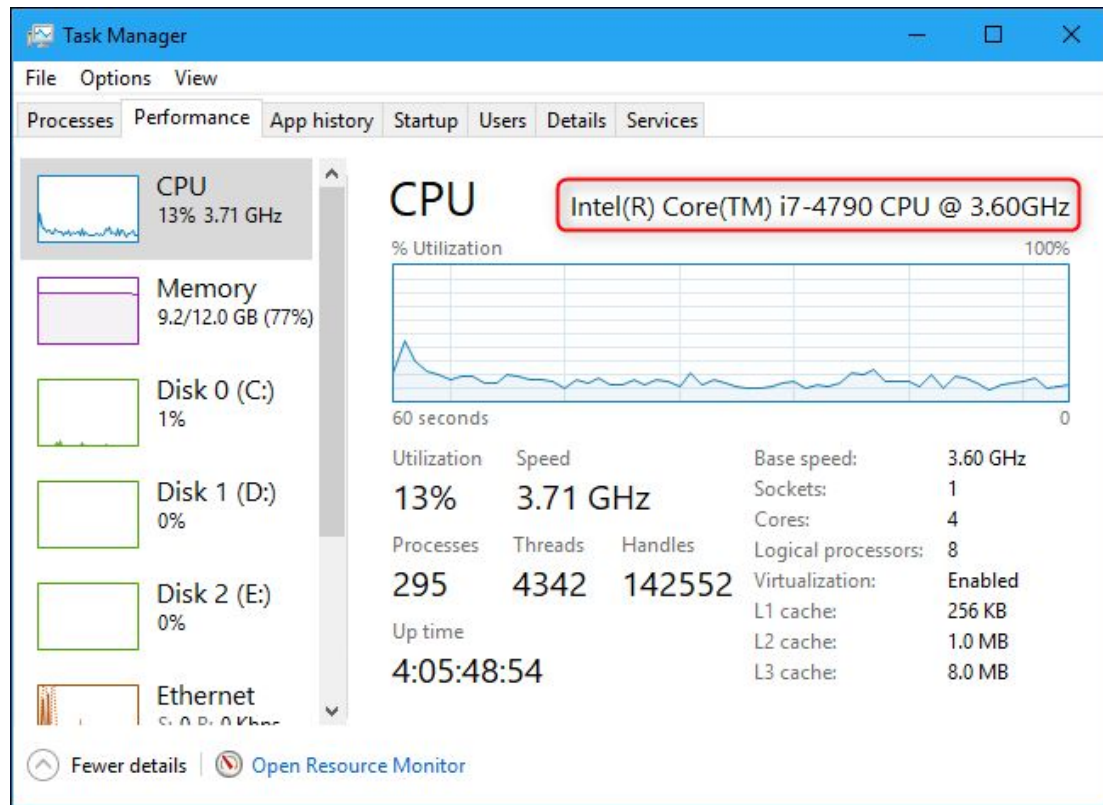 Task Manager
File Options View
Processes Performance App history Startup Users Details Services
CPU
13% 3.71 GHz
Memory
9.2/12.0 GB (77%)
Disk 0 (C:)
1%
Disk 1 (D:)
0%
Disk 2 (E:)
0%
Ethernet
S: 0 R: 0 Kbps
CPU Intel(R) Core(TM) i7-4790 CPU @ 3.60GHz
% Utilization 100%
60 seconds 0
Utilization Speed
13% 3.71 GHz
Processes Threads Handles
295 4342 142552
Up time
4:05:48:54
Base speed: 3.60 GHz
Sockets: 1
Cores: 4
Logical processors: 8
Virtualization: Enabled
L1 cache: 256 KB
L2 cache: 1.0 MB
L3 cache: 8.0 MB
Fewer details Open Resource Monitor